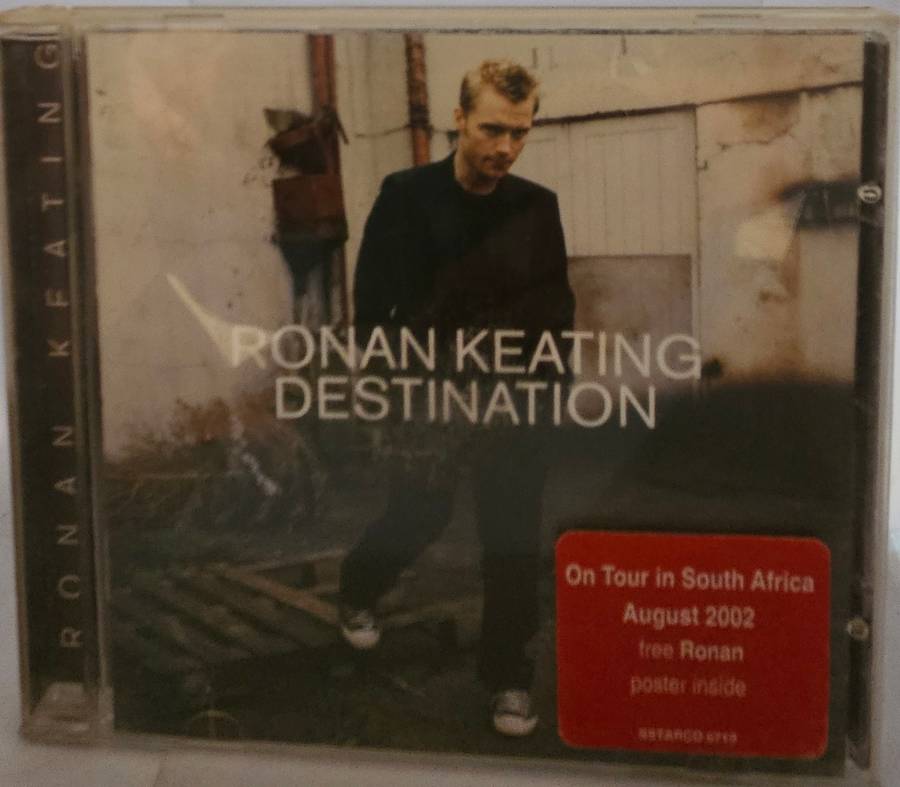 RONAN KEATING
RONAN KEATING
DESTINATION
On Tour in South Africa
August 2002
free Ronan
poster inside